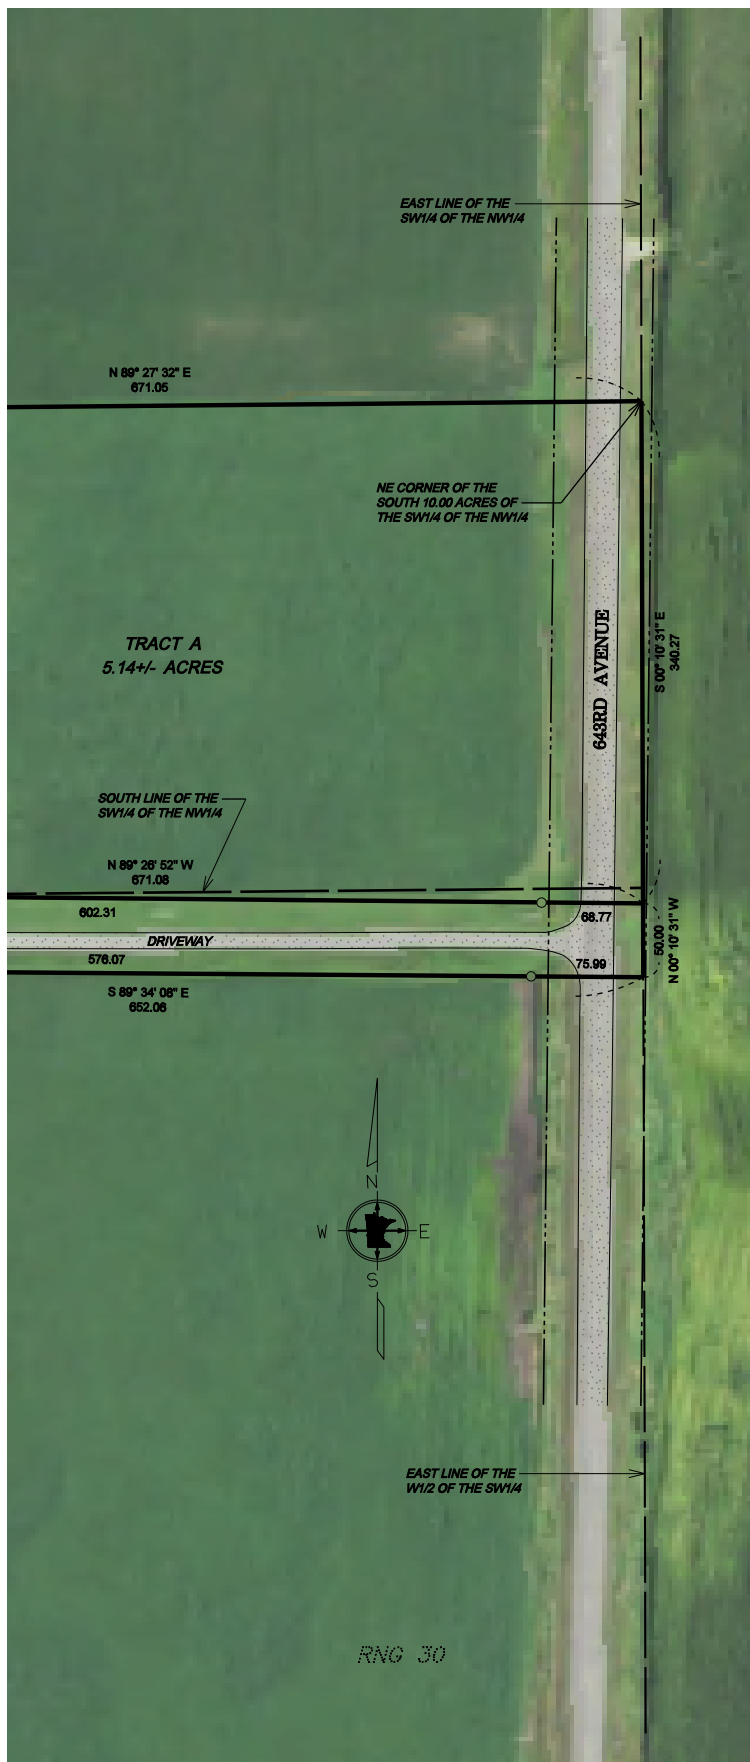 EAST LINE OF THE
SW1/4 OF THE NW1/4
N 89° 27' 32" E
671.05
NE CORNER OF THE
SOUTH 10.00 ACRES OF
THE SW1/4 OF THE NW1/4
TRACT A
5.14+/- ACRES
643RD AVENUE
S 00° 10' 31" E
340.27
SOUTH LINE OF THE
SW1/4 OF THE NW1/4
N 89° 26' 52" W
671.08
602.31
68.77
DRIVEWAY
50.00
N 00° 10' 31" W
576.07
75.99
S 89° 34' 08" E
652.06
N
W E
S
EAST LINE OF THE
W1/2 OF THE SW1/4
RNG 30